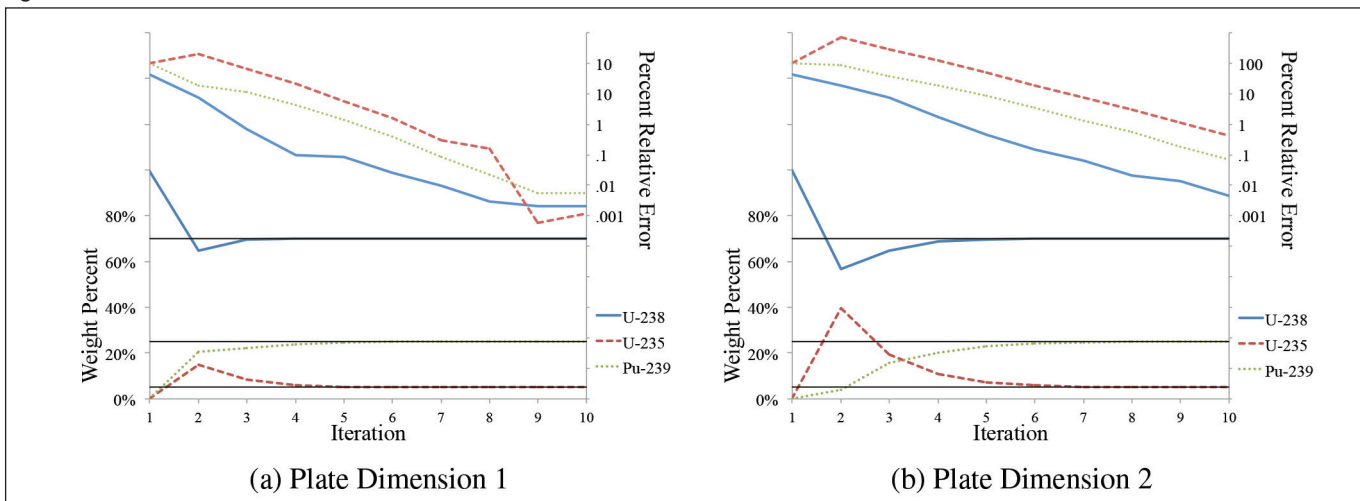 80%
60%
40%
20%
0%
Weight Percent
10
10
1
.1
.01
.001
Percent Relative Error
U-238
U-235
Pu-239
1 2 3 4 5 6 7 8 9 10
Iteration
(a) Plate Dimension 1
80%
60%
40%
20%
0%
Weight Percent
100
10
1
.1
.01
.001
Percent Relative Error
U-238
U-235
Pu-239
1 2 3 4 5 6 7 8 9 10
Iteration
(b) Plate Dimension 2